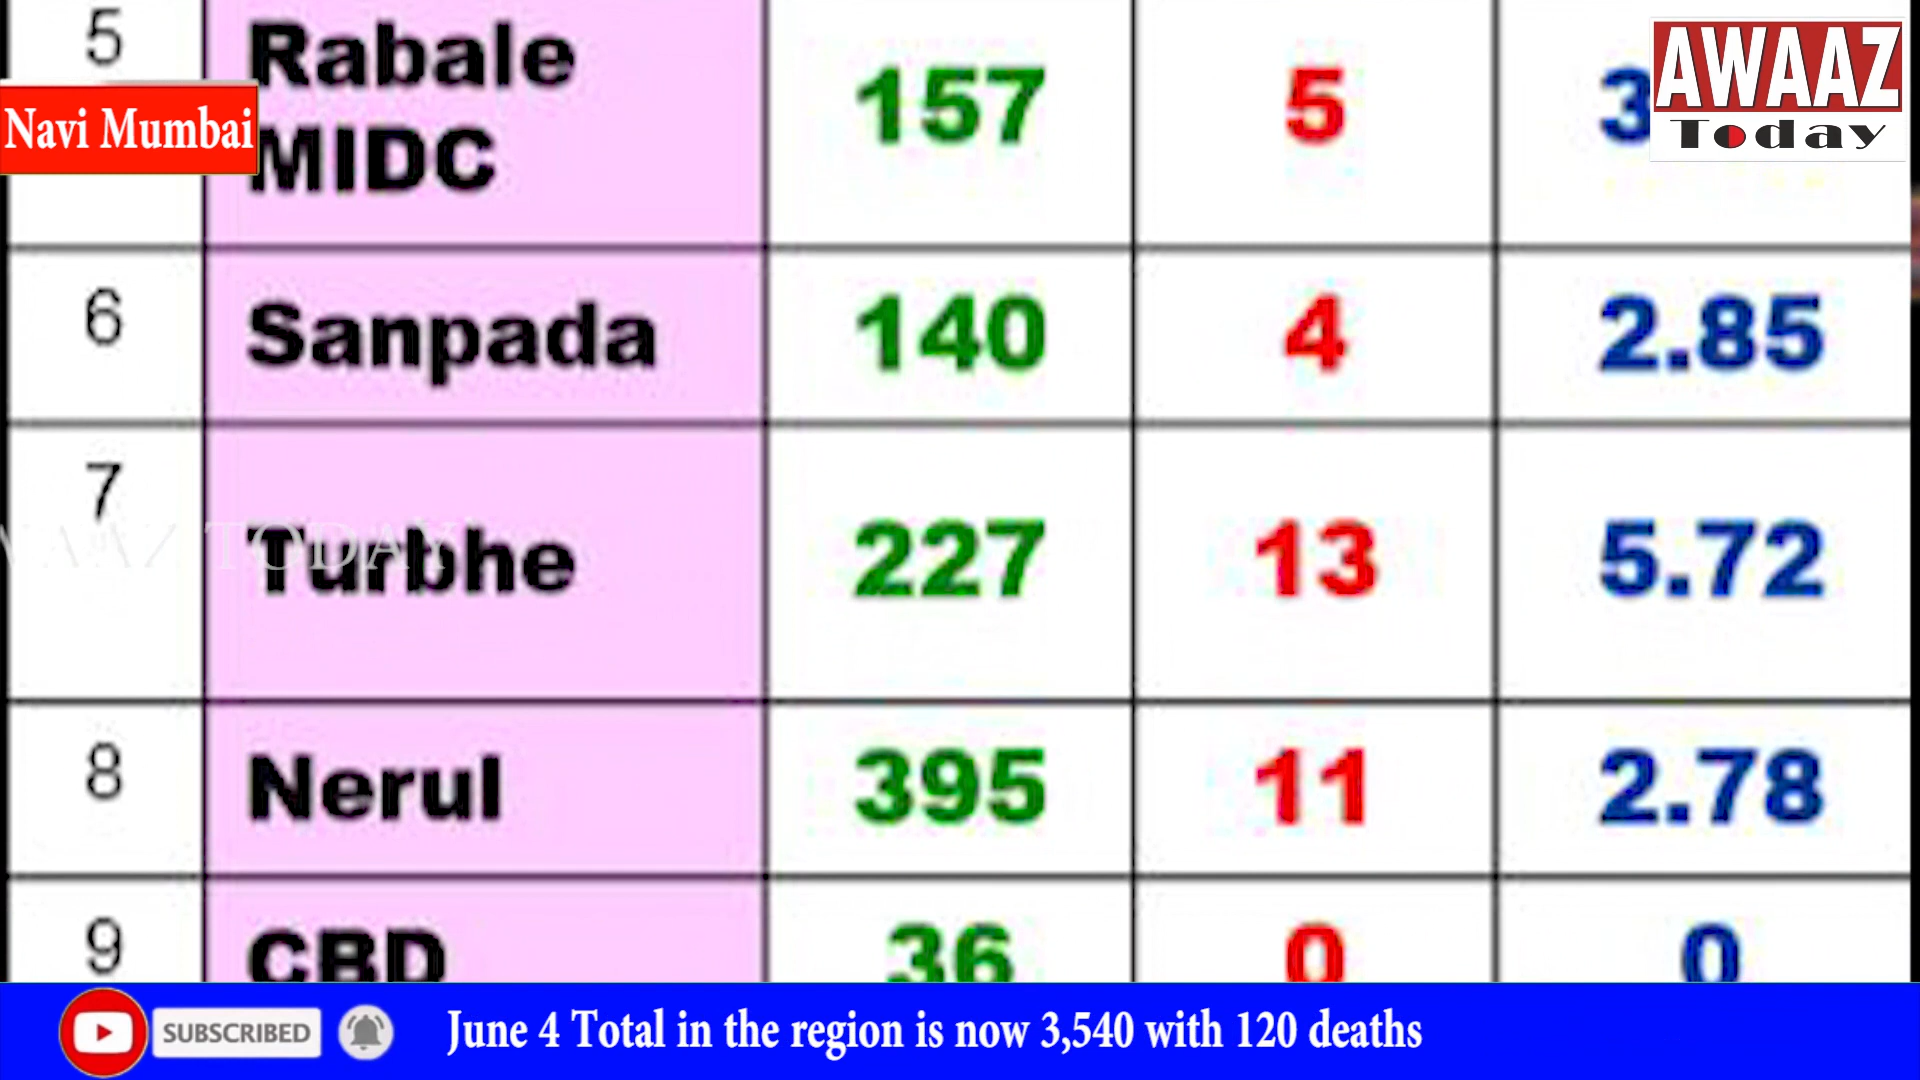 5 Rabale MIDC 157 5 3
AWAAZ Today
Navi Mumbai
6 Sanpada 140 4 2.85
7 Turbhe 227 13 5.72
TODAY
8 Nerul 395 11 2.78
9 CBD 36 0 0
SUBSCRIBED
June 4 Total in the region is now 3,540 with 120 deaths